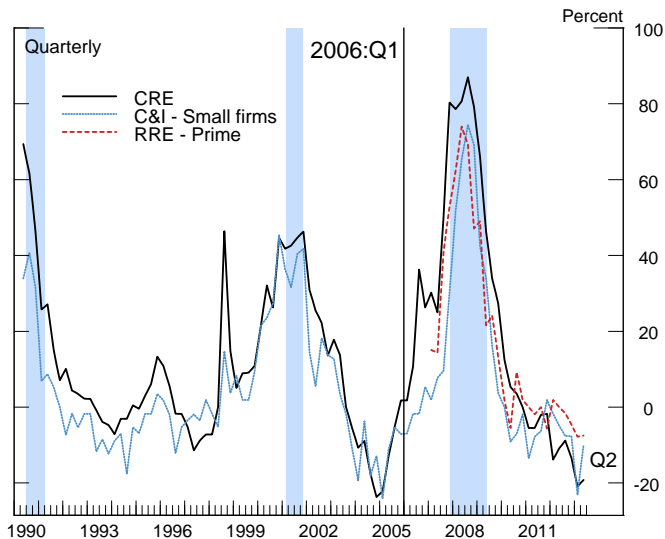 Percent
Quarterly
2006:Q1
CRE
C&I - Small firms
RRE - Prime
100
80
60
40
20
0
-20
Q2
1990 1993 1996 1999 2002 2005 2008 2011